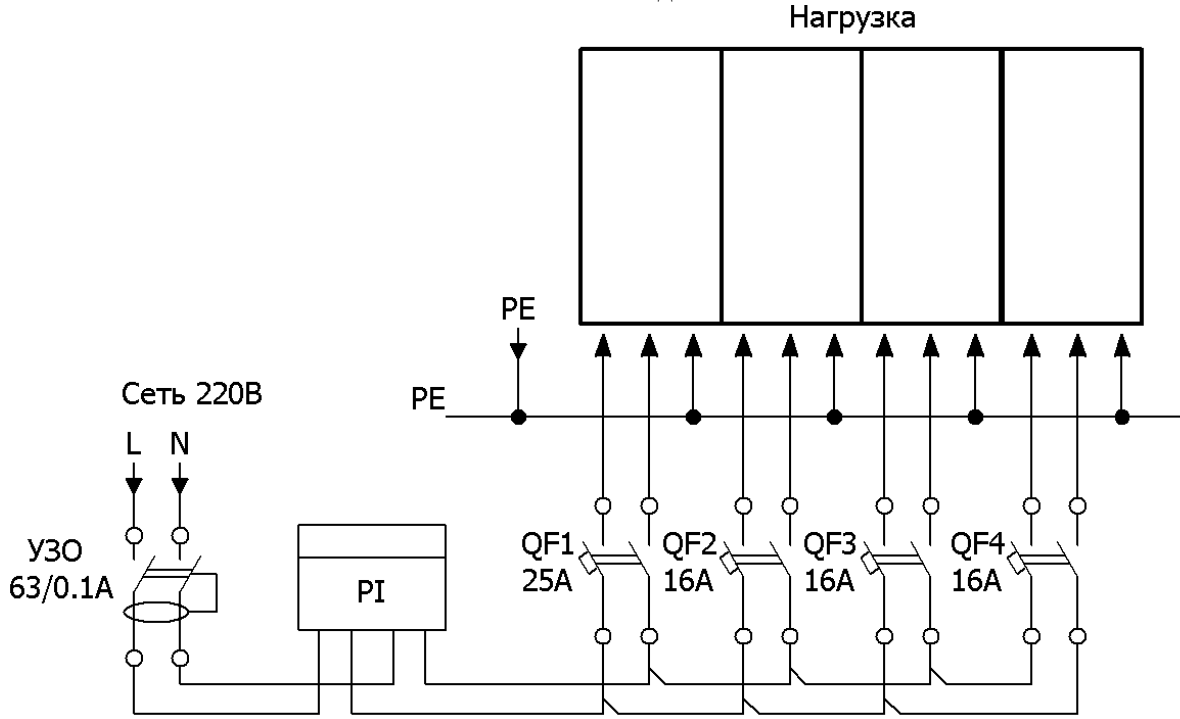 Нагрузка
PE
Сеть 220В
PE
L N
УЗО
63/0.1А
PI
QF1
25А
QF2
16А
QF3
16А
QF4
16А